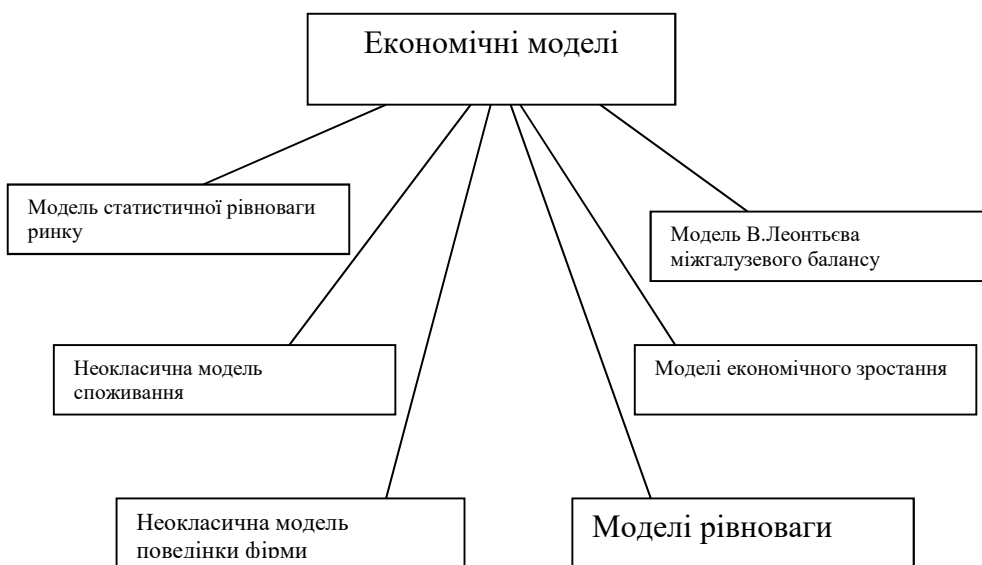 Економічні моделі
Модель статистичної рівноваги
ринку
Модель В.Леонтьєва
міжгалузевого балансу
Неокласична модель
споживання
Моделі економічного зростання
Неокласична модель
поведінки фірми
Моделі рівноваги